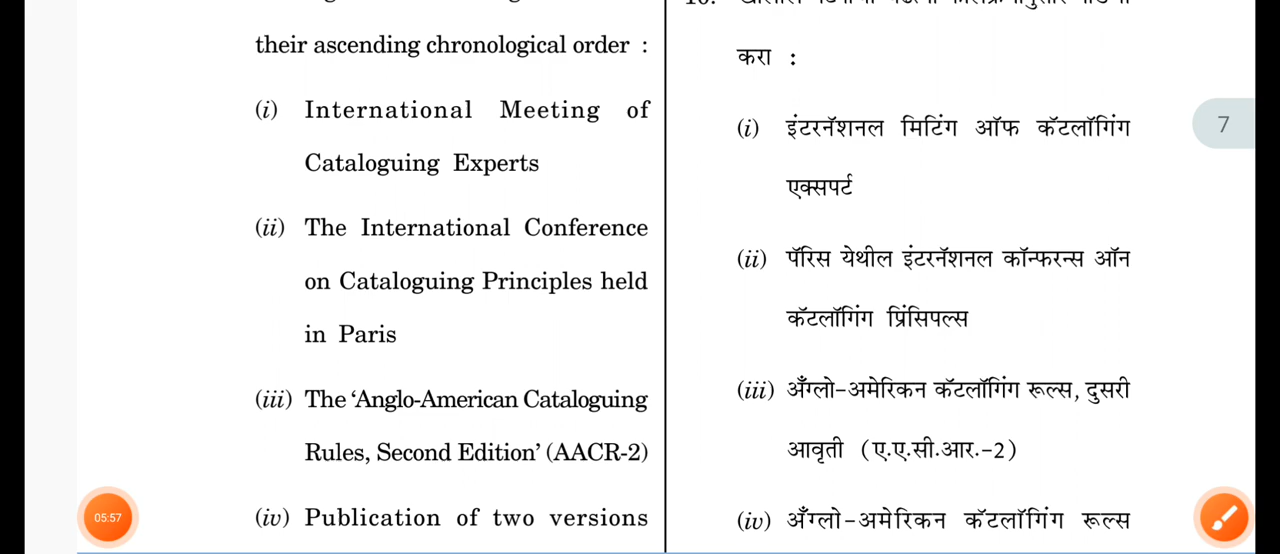 their ascending chronological order :
(i) International Meeting of
Cataloguing Experts
(ii) The International Conference
on Cataloguing Principles held
in Paris
(iii) The ‘Anglo-American Cataloguing
Rules, Second Edition’ (AACR-2)
(iv) Publication of two versions
करा :
(i) इंटरनॅशनल मिटिंग ऑफ कॅटलॉगिंग
एक्सपर्ट
(ii) पॅरिस येथील इंटरनॅशनल कॉन्फरन्स ऑन
कॅटलॉगिंग प्रिंसिपल्स
(iii) अँग्लो-अमेरिकन कॅटलॉगिंग रूल्स, दुसरी
आवृती (ए.ए.सी.आर.-2)
(iv) अँग्लो-अमेरिकन कॅटलॉगिंग रूल्स
7
05:57